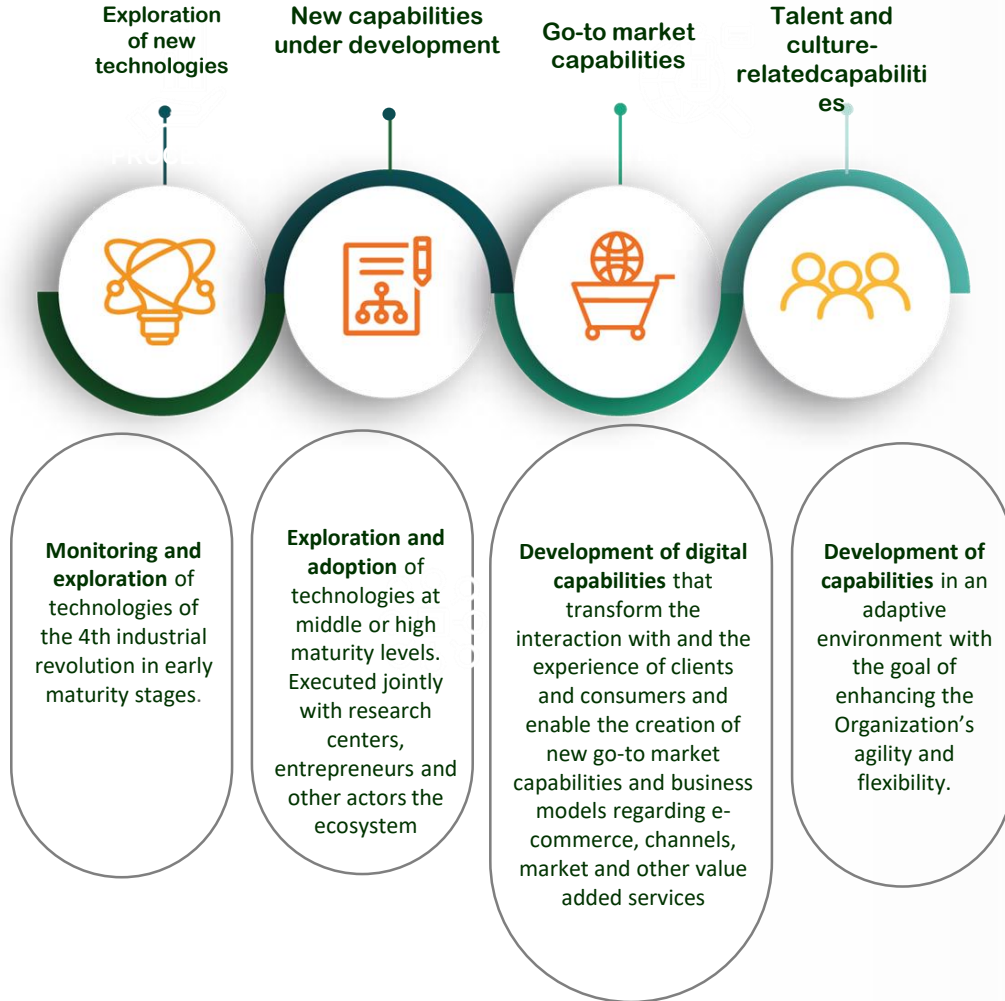 Exploration
of new
technologies
New capabilities
under development
Go-to market
capabilities
Talent and
culture-
relatedcapabiliti
es
Monitoring and
exploration of
technologies of
the 4th industrial
revolution in early
maturity stages.
Exploration and
adoption of
technologies at
middle or high
maturity levels.
Executed jointly
with research
centers,
entrepreneurs and
other actors the
ecosystem
Development of digital
capabilities that
transform the
interaction with and the
experience of clients
and consumers and
enable the creation of
new go-to market
capabilities and business
models regarding e-
commerce, channels,
market and other value
added services
Development of
capabilities in an
adaptive
environment with
the goal of
enhancing the
Organization’s
agility and
flexibility.